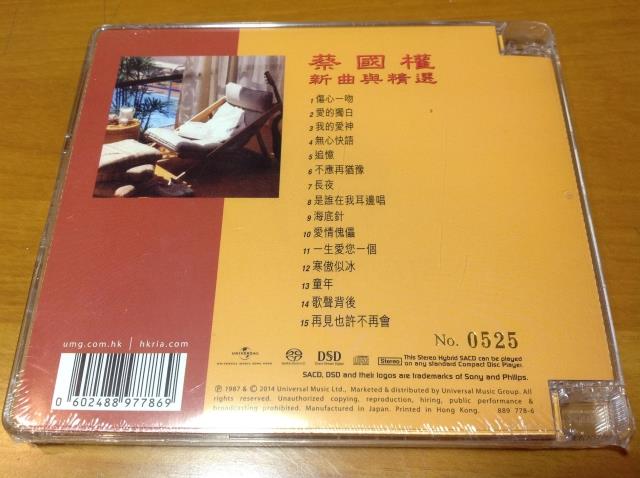 蔡國權
新曲與精選
1 傷心一吻
2 愛的獨白
3 我的愛神
4 無心快語
5 追憶
6 不應再猶豫
7 長夜
8 是誰在我耳邊唱
9 海底針
10 愛情傀儡
11 一生愛您一個
12 寒傲似冰
13 童年
14 歌聲背後
15 再見也許不再會
No. 0525
umg.com.hk | hkria.com
UNIVERSAL
DSD
Stereo
This Stereo Hybrid SACD can be played
on any standard Compact Disc Player.
SACD, DSD and their logos are trademarks of Sony and Philips.
℗ 1987 & © 2014 Universal Music Ltd., Marketed & distributed by Universal Music Group. All
rights reserved. Unauthorized copying, reproduction, hiring, public performance &
broadcasting prohibited. Manufactured in Japan. Printed in Hong Kong. 889 778-6
0 602488 977869